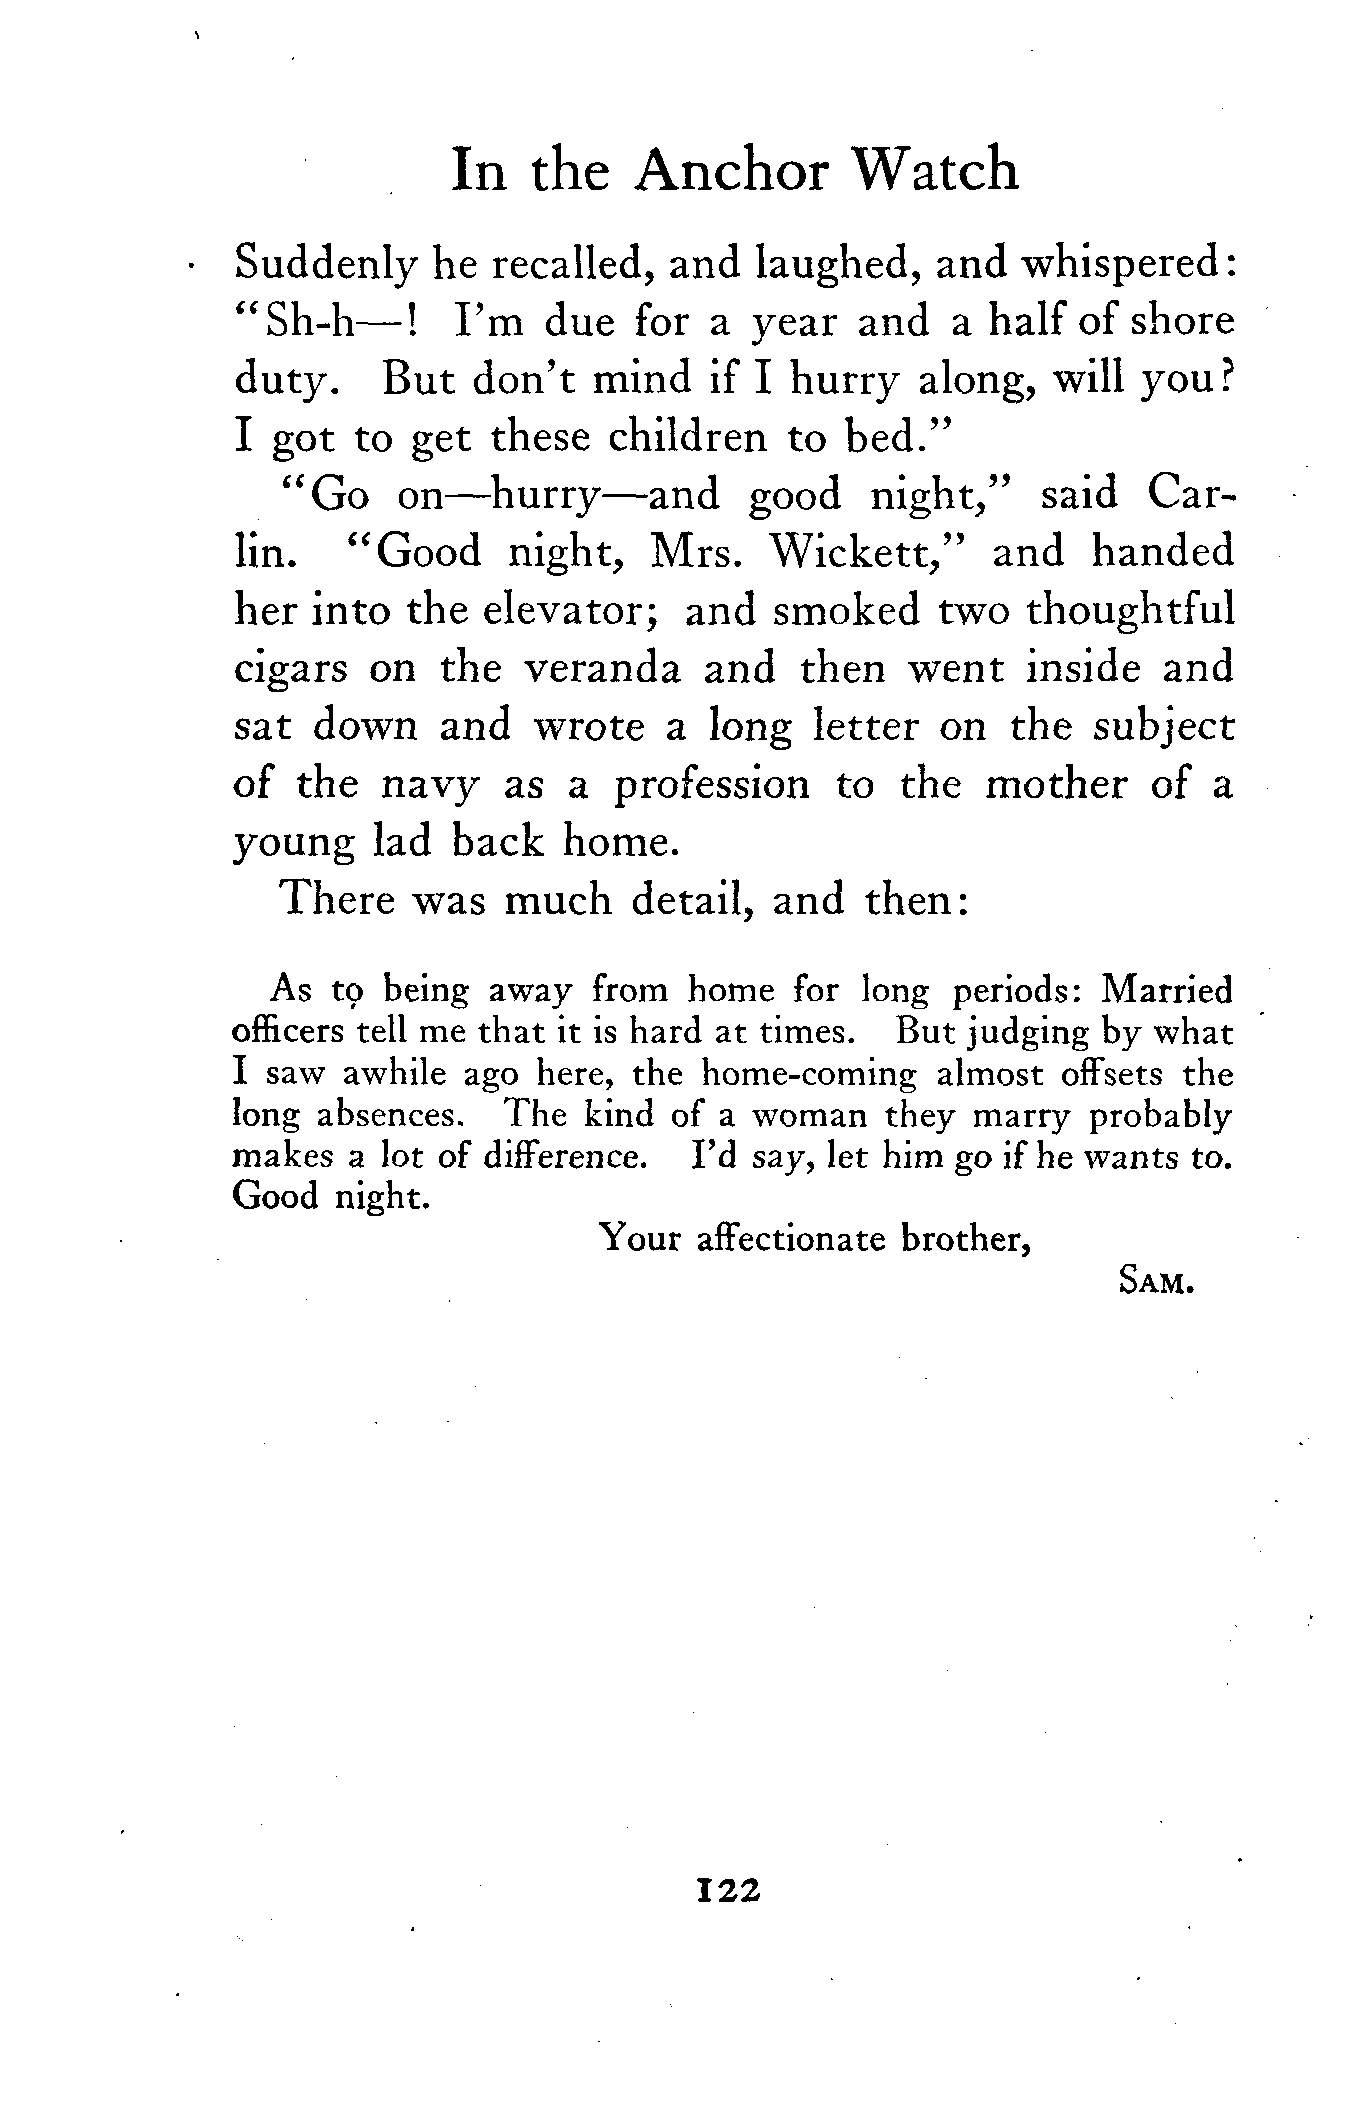 In the Anchor Watch
Suddenly he recalled, and laughed, and whispered:
“Sh-h—! I’m due for a year and a half of shore
duty. But don’t mind if I hurry along, will you?
I got to get these children to bed.”
“Go on—hurry—and good night,” said Car-
lin. “Good night, Mrs. Wickett,” and handed
her into the elevator; and smoked two thoughtful
cigars on the veranda and then went inside and
sat down and wrote a long letter on the subject
of the navy as a profession to the mother of a
young lad back home.
There was much detail, and then:
As to being away from home for long periods: Married
officers tell me that it is hard at times. But judging by what
I saw awhile ago here, the home-coming almost offsets the
long absences. The kind of a woman they marry probably
makes a lot of difference. I’d say, let him go if he wants to.
Good night.
Your affectionate brother,
SAM.
122